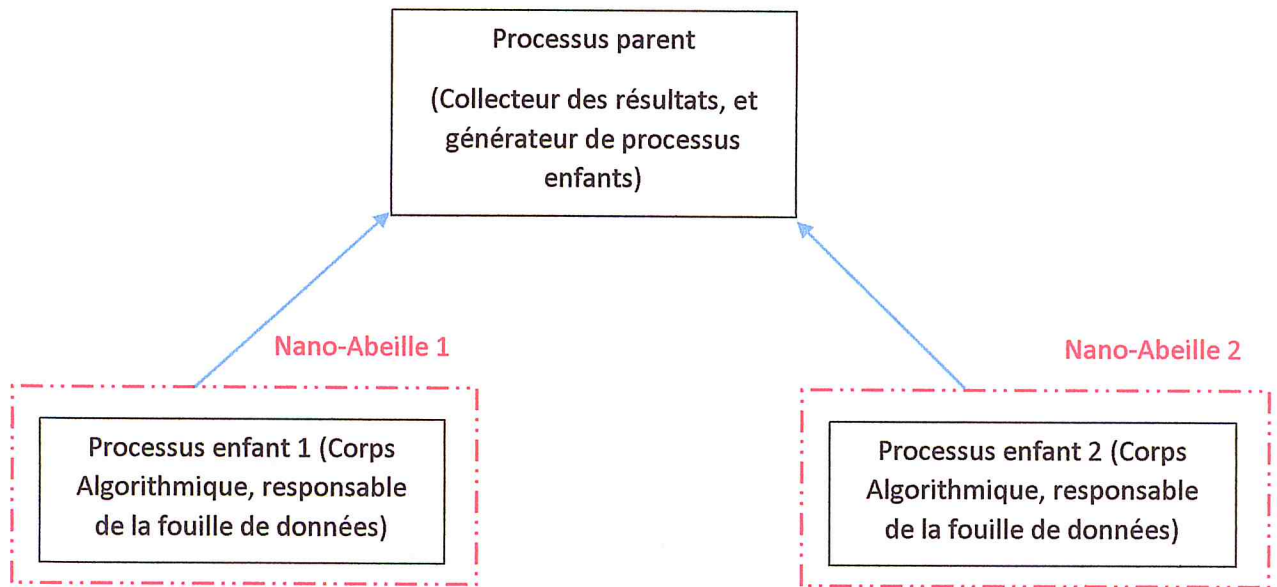 Processus parent
(Collecteur des résultats, et
générateur de processus
enfants)
Nano-Abeille 1
Nano-Abeille 2
Processus enfant 1 (Corps
Algorithmique, responsable
de la fouille de données)
Processus enfant 2 (Corps
Algorithmique, responsable
de la fouille de données)